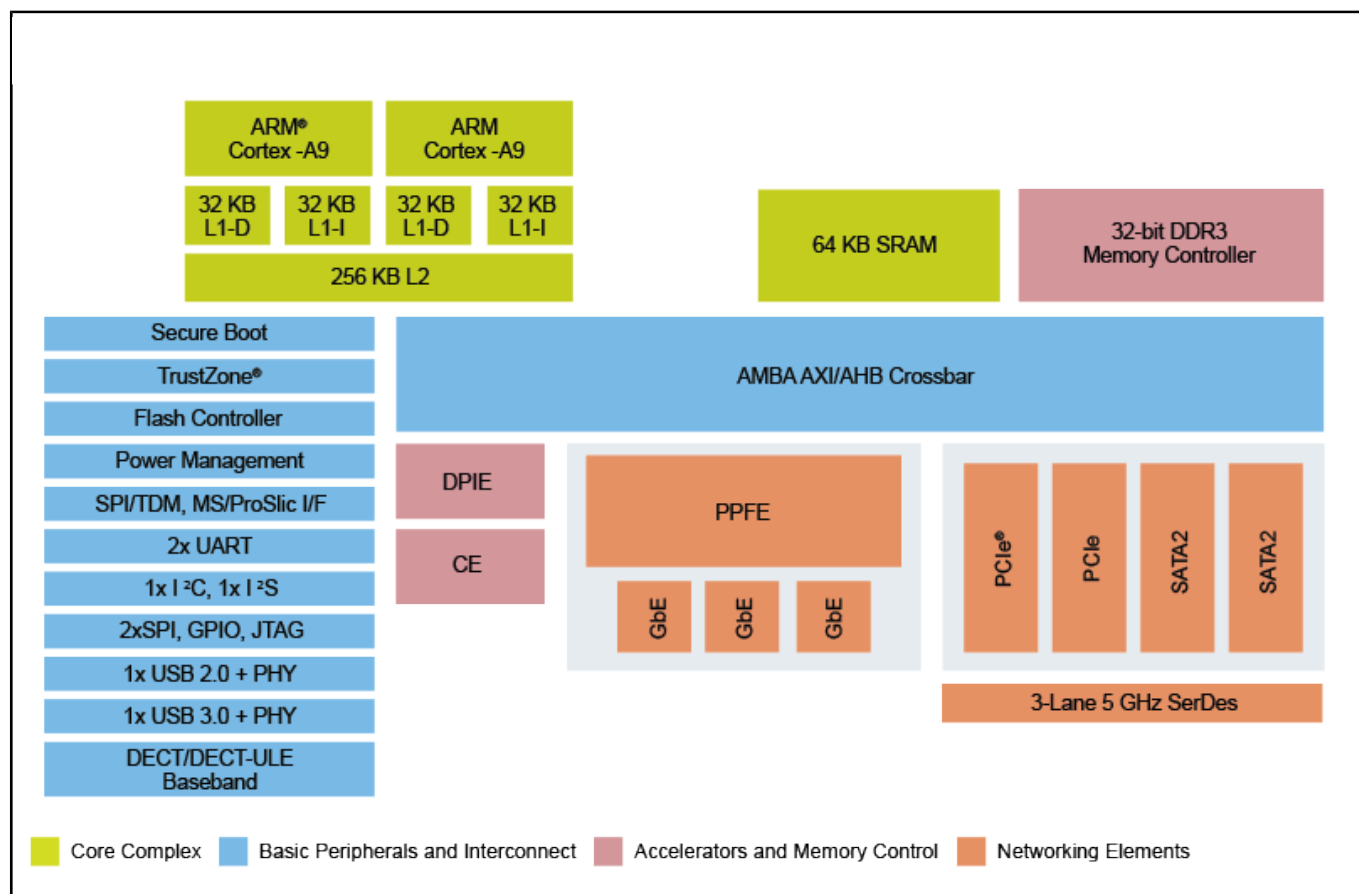 ARM® ARM
Cortex -A9 Cortex -A9
32 KB 32 KB 32 KB 32 KB
L1-D L1-I L1-D L1-I
256 KB L2
64 KB SRAM
32-bit DDR3
Memory Controller
Secure Boot
TrustZone®
Flash Controller
Power Management
SPI/TDM, MS/ProSlic I/F
2x UART
1x I ²C, 1x I ²S
2xSPI, GPIO, JTAG
1x USB 2.0 + PHY
1x USB 3.0 + PHY
DECT/DECT-ULE
Baseband
AMBA AXI/AHB Crossbar
DPIE
CE
PPFE
GbE GbE GbE
PCIe® PCIe SATA2 SATA2
3-Lane 5 GHz SerDes
Core Complex Basic Peripherals and Interconnect Accelerators and Memory Control Networking Elements